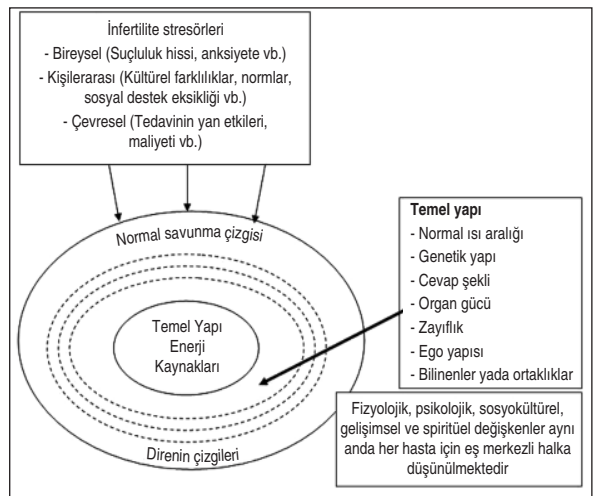 İnfertilite stresörleri
- Bireysel (Suçluluk hissi, anksiyete vb.)
- Kişilerarası (Kültürel farklılıklar, normlar,
sosyal destek eksikliği vb.)
- Çevresel (Tedavinin yan etkileri,
maliyeti vb.)
Normal savunma çizgisi
Temel Yapı
Enerji
Kaynakları
Direnin çizgileri
Temel yapı
- Normal ısı aralığı
- Genetik yapı
- Cevap şekli
- Organ gücü
- Zayıflık
- Ego yapısı
- Bilinenler yada ortaklıklar
Fizyolojik, psikolojik, sosyokültürel,
gelişimsel ve spiritüel değişkenler aynı
anda her hasta için eş merkezli halka
düşünülmektedir